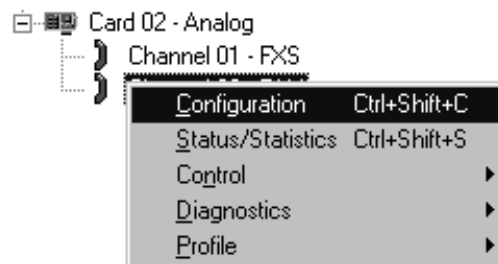 Card 02 - Analog
Channel 01 - FXS
Configuration Ctrl+Shift+C
Status/Statistics Ctrl+Shift+S
Control
Diagnostics
Profile